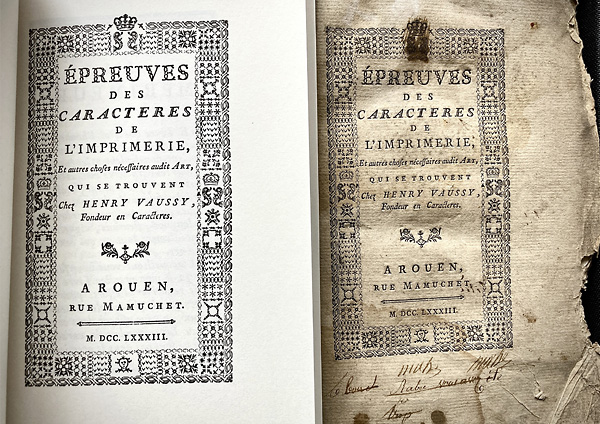 ÉPREUVES
DES
CARACTERES
DE
L'IMPRIMERIE,
Et autres choses néceſſaires audit ART,
QUI SE TROUVENT
Chez HENRY VAUSSY,
Fondeur en Caracteres.
A ROUEN,
RUE MAMUCHET.
M. DCC. LXXXIII.
ÉPREUVES
DES
CARACTERES
DE
L'IMPRIMERIE,
Et autres choses néceſſaires audit ART,
QUI SE TROUVENT
Chez HENRY VAUSSY,
Fondeur en Caracteres.
A ROUEN,
RUE MAMUCHET.
M DCC. LXXXIII.